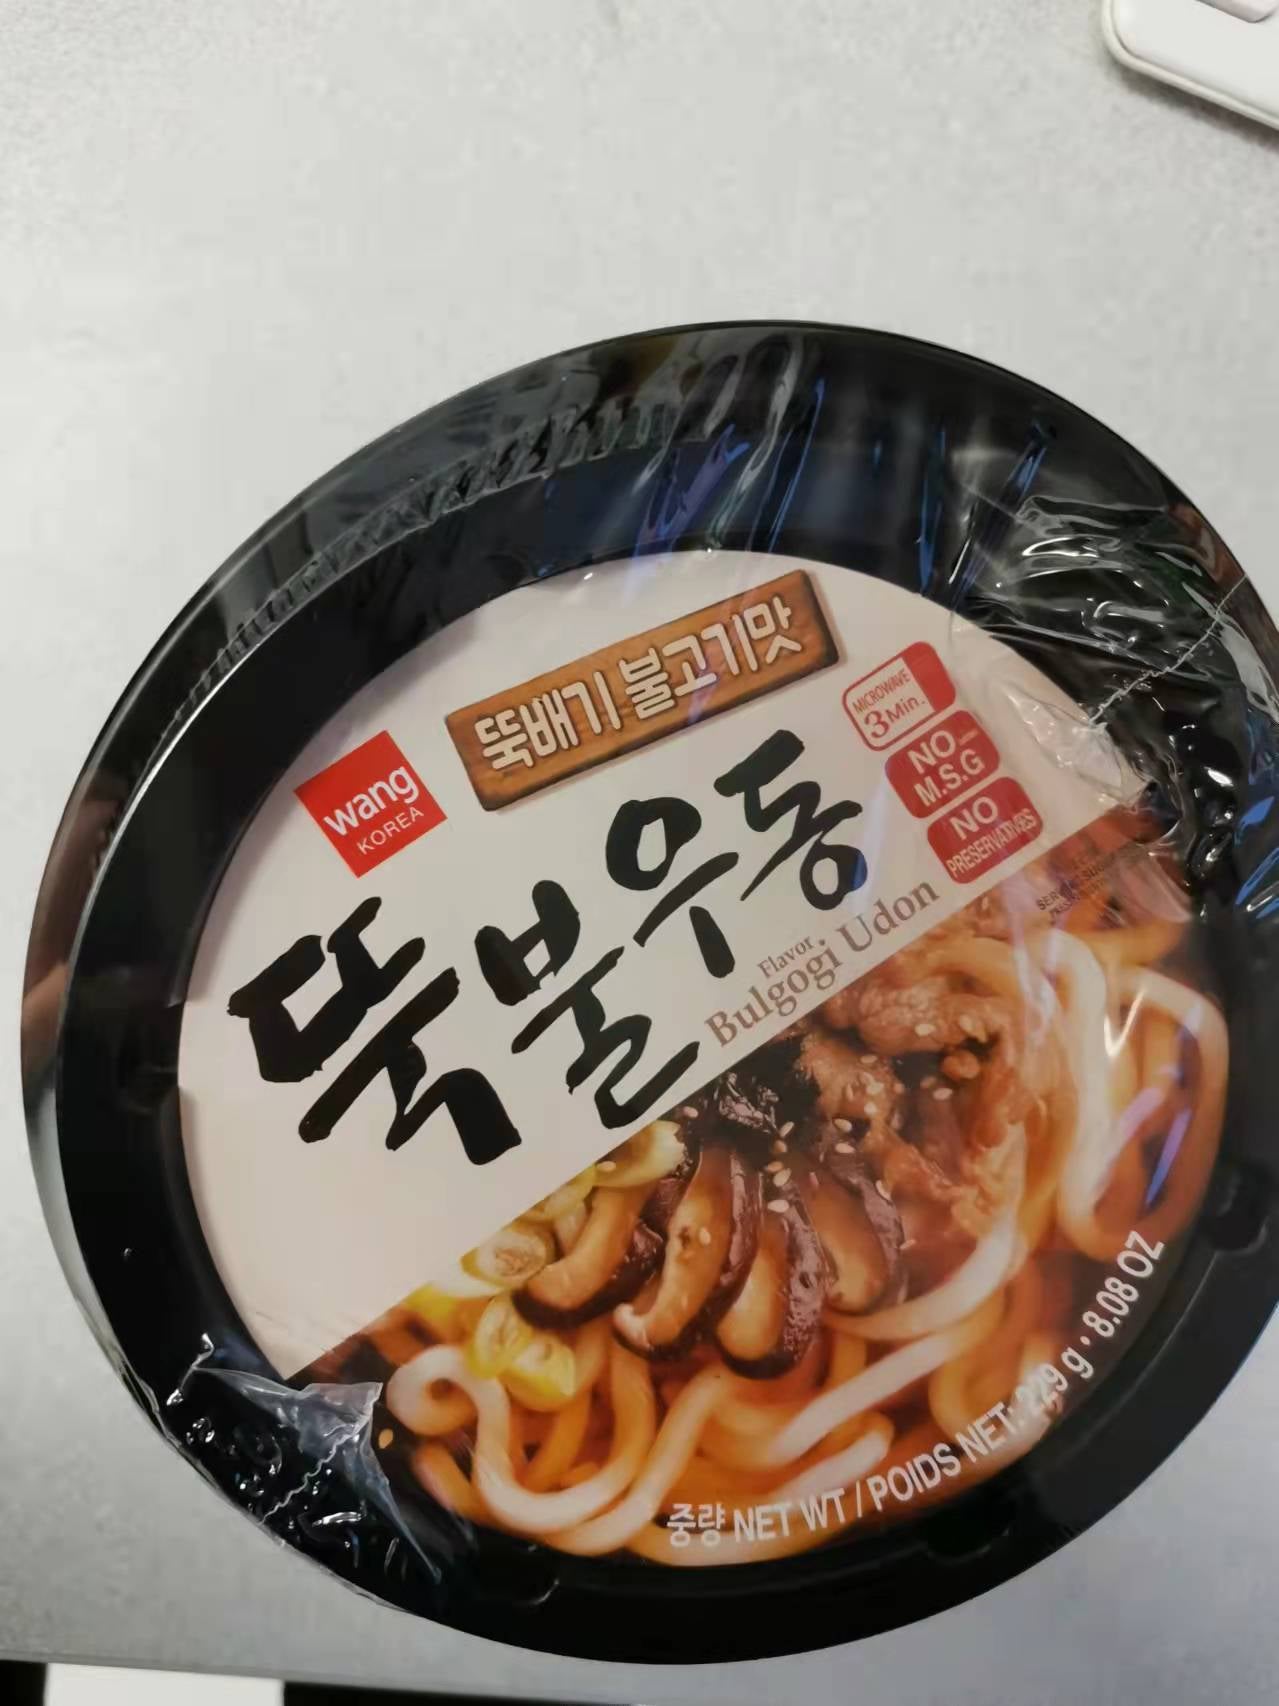 뚝배기 불고기맛
wang
KOREA
MICROWAVE
3Min.
NO
M.S.G
NO
PRESERVATIVES
뚝불우동
Flavor
Bulgogi Udon
중량 NET WT / POIDS NET: 229 g • 8.08 OZ